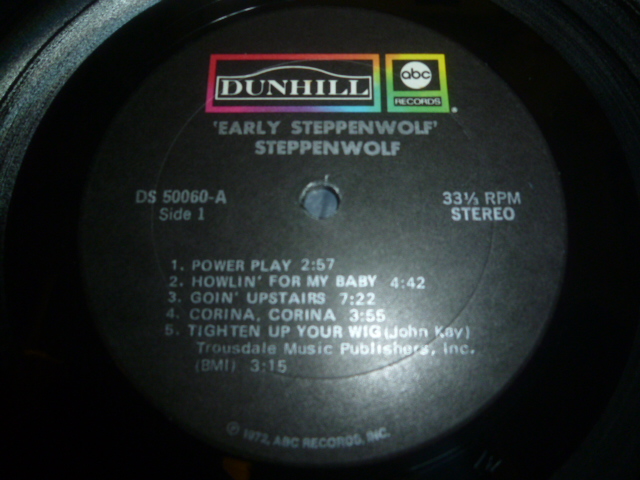 DUNHILL
abc
RECORDS
'EARLY STEPPENWOLF'
STEPPENWOLF
DS 50060-A
Side 1
33⅓ RPM
STEREO
1. POWER PLAY 2:57
2. HOWLIN' FOR MY BABY 4:42
3. GOIN' UPSTAIRS 7:22
4. CORINA, CORINA 3:55
5. TIGHTEN UP YOUR WIG (John Kay)
Trousdale Music Publishers, Inc.
(BMI) 3:15
Ⓟ 1972, ABC RECORDS, INC.